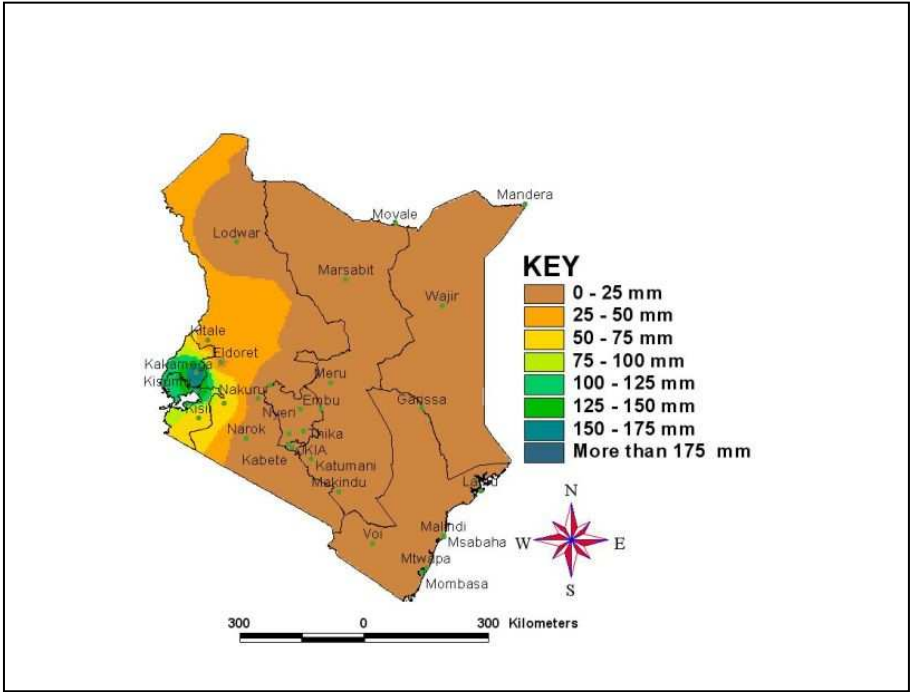 Mandera
Moyale
Lodwar
Marsabit
KEY
0 - 25 mm
Wajir
25 - 50 mm
Kitale
50 - 75 mm
Eldoret
75 - 100 mm
Kakamega
Meru
100 - 125 mm
Kisumu
Nakuru
Ganssa
Embu
125 - 150 mm
Kisii
Nyeri
150 - 175 mm
Narok
Thika
More than 175 mm
JKIA
Kabete
Katumani
Makindu
Lamu
N
Malindi
Voi
Msabaha
W
E
Mtwapa
Mombasa
S
300 0 300 Kilometers